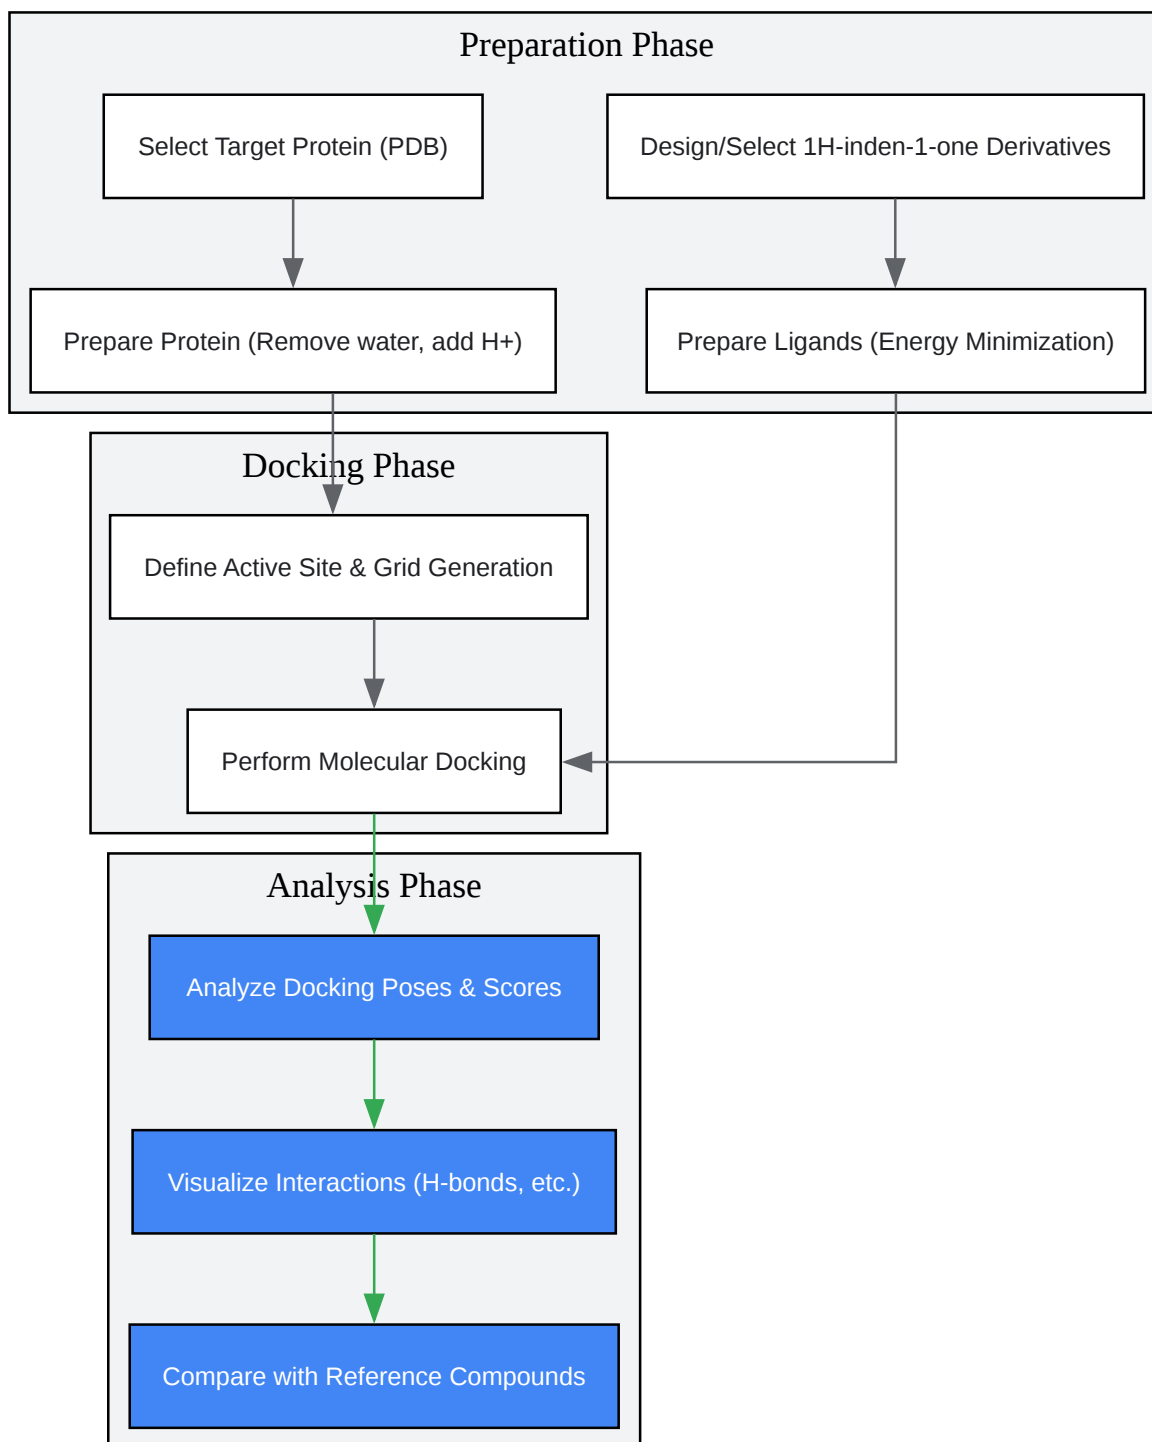 Preparation Phase
Select Target Protein (PDB)
Design/Select 1H-inden-1-one Derivatives
Prepare Protein (Remove water, add H+)
Prepare Ligands (Energy Minimization)
Docking Phase
Define Active Site & Grid Generation
Perform Molecular Docking
Analysis Phase
Analyze Docking Poses & Scores
Visualize Interactions (H-bonds, etc.)
Compare with Reference Compounds